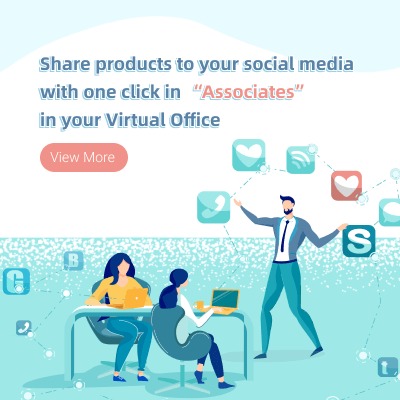 Share products to your social media
with one click in “Associates”
in your Virtual Office
View More
S
G
B
t